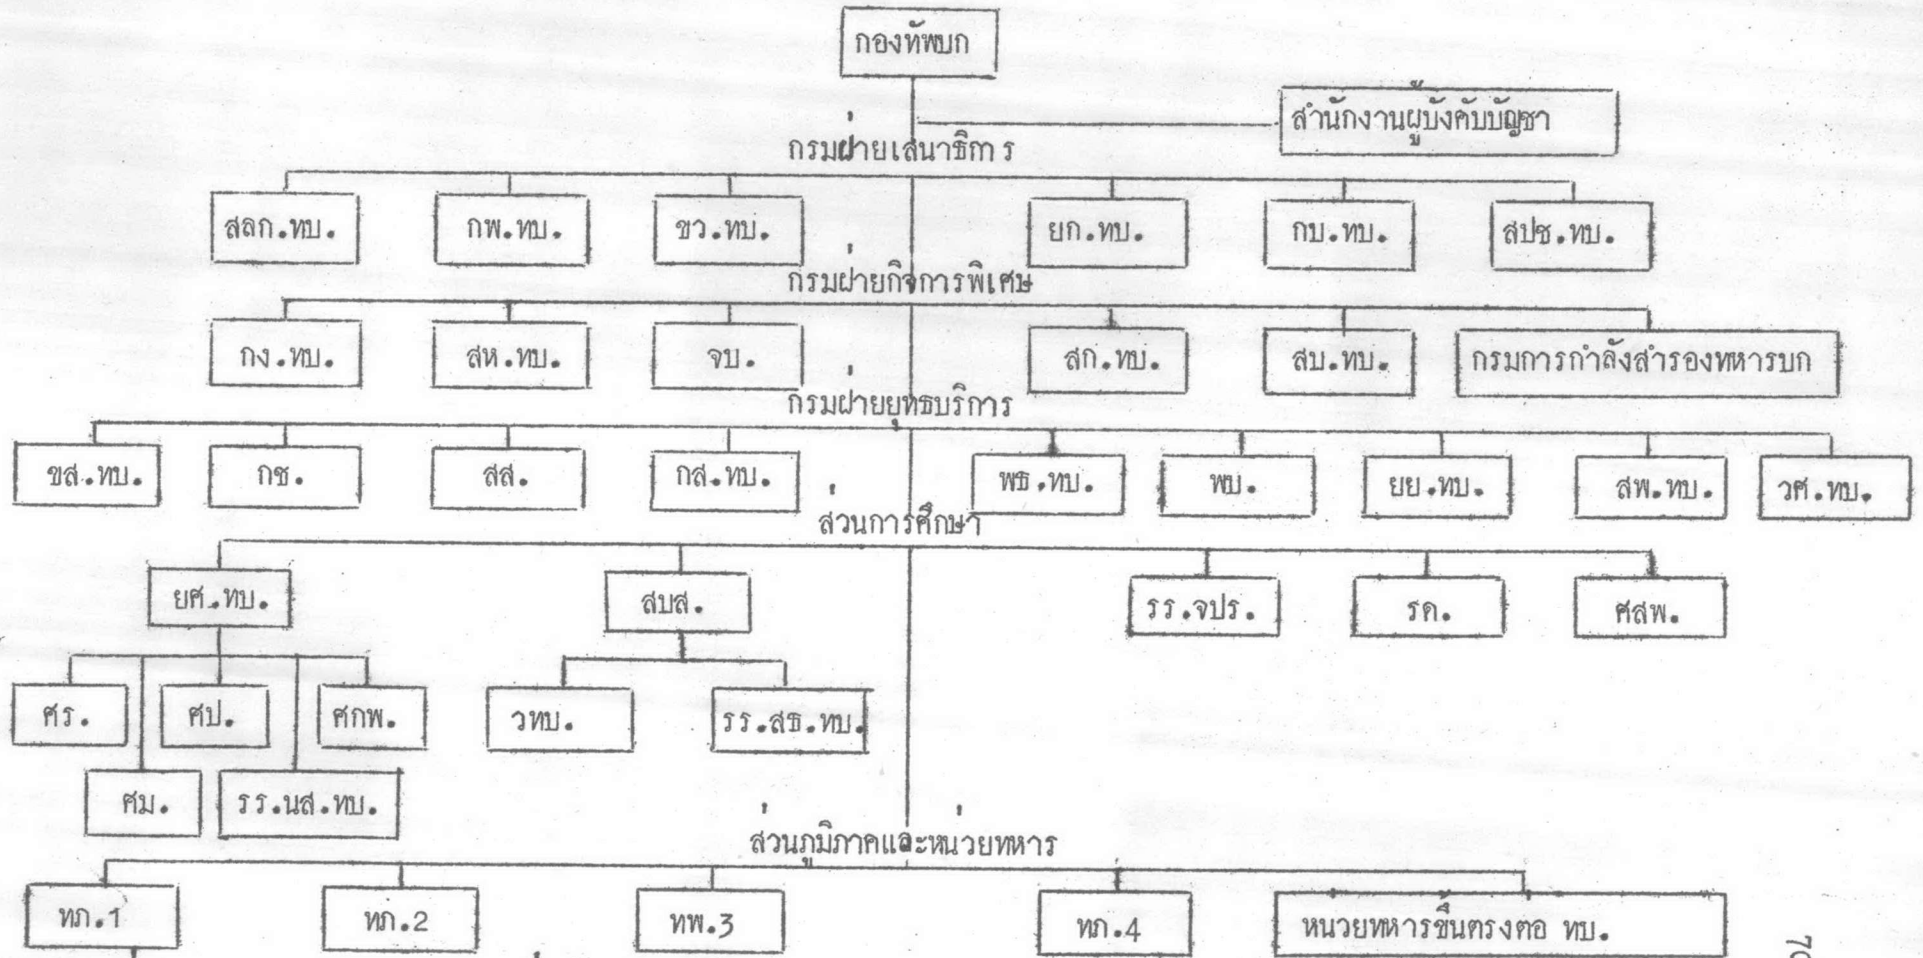 กองทัพบก
สำนักงานผู้บังคับบัญชา
กรมฝ่ายเสนาธิการ
สลก.ทบ. กพ.ทบ. ขว.ทบ. ยก.ทบ. กบ.ทบ. สปช.ทบ.
กรมฝ่ายกิจการพิเศษ
กง.ทบ. สห.ทบ. จบ. สก.ทบ. สบ.ทบ. กรมการกำลังสำรองทหารบก
กรมฝ่ายยุทธบริการ
ขส.ทบ. กช. สส. กส.ทบ. พธ.ทบ. พบ. ยย.ทบ. สพ.ทบ. วศ.ทบ.
ส่วนการศึกษา
ยศ.ทบ. สบส. รร.จปร. รด. ศสพ.
ศร. ศป. ศกพ. วทบ. รร.สธ.ทบ.
ศม. รร.นส.ทบ.
ส่วนภูมิภาคและหน่วยทหาร
ทภ.1 ทภ.2 ทพ.3 ทภ.4 หนวยทหารขึ้นตรงตอ ทบ.